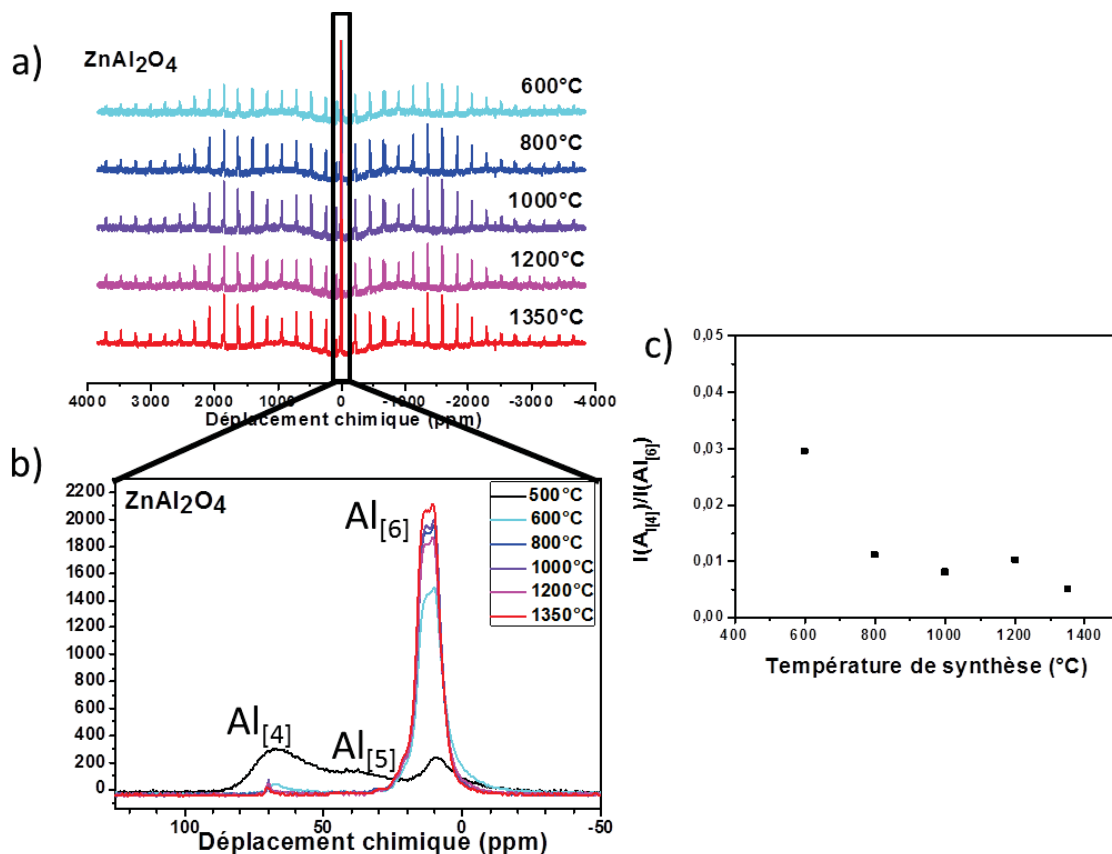 a)
ZnAl2O4
600°C
800°C
1000°C
1200°C
1350°C
4000 3000 2000 1000 0 -1000 -2000 -3000 -4000
Déplacement chimique (ppm)
b)
ZnAl2O4
500°C
600°C
800°C
1000°C
1200°C
1350°C
Al[6]
Al[4]
Al[5]
2200
2000
1800
1600
1400
1200
1000
800
600
400
200
0
100 50 0 -50
Déplacement chimique (ppm)
c)
0,05
0,04
0,03
0,02
0,01
0,00
I(Al[4])/I(Al[6])
400 600 800 1000 1200 1400
Température de synthèse (°C)